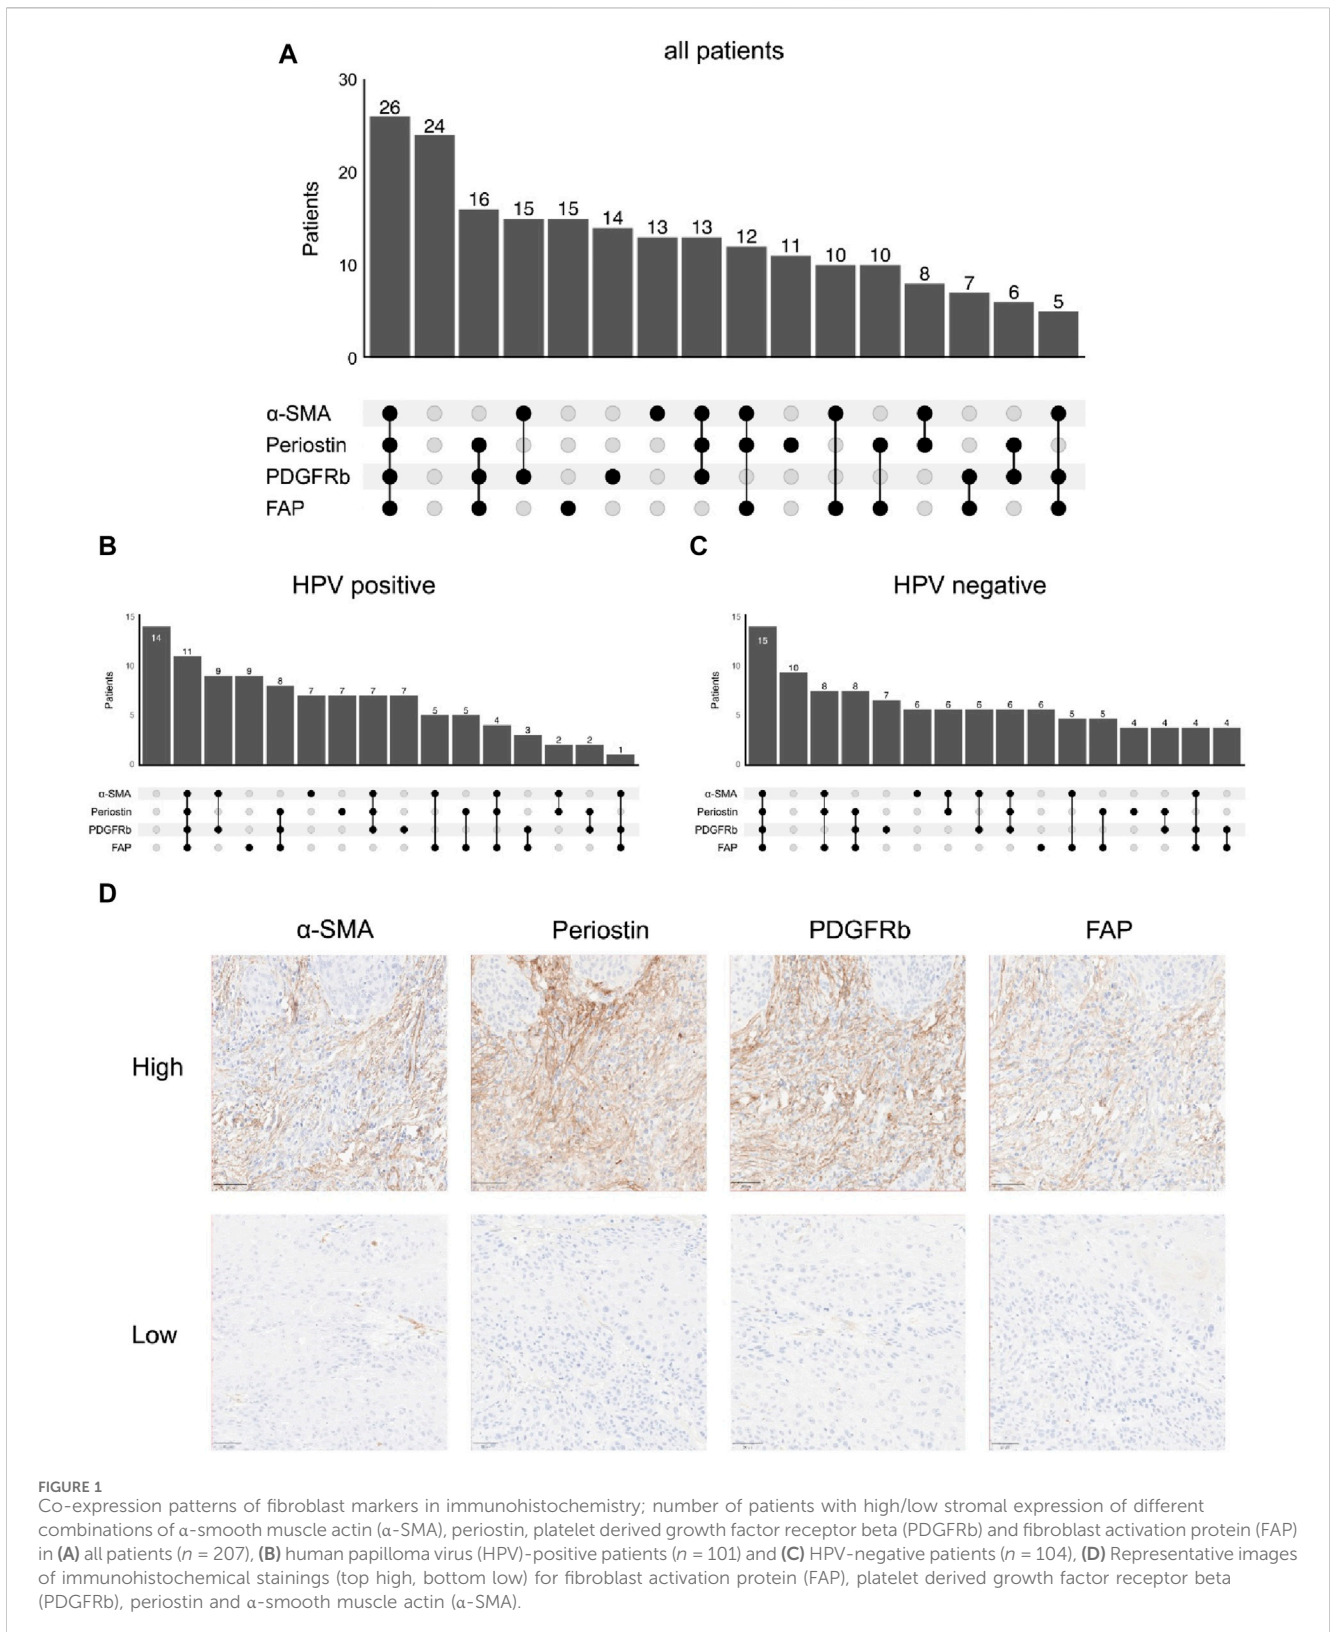 A
all patients
30
20
10
0
Patients
26 24 16 15 15 14 13 13 12 11 10 10 8 7 6 5
α-SMA
Periostin
PDGFRb
FAP
B
HPV positive
15
10
5
0
Patients
14 11 9 9 8 7 7 7 7 5 5 4 3 2 2 1
α-SMA
Periostin
PDGFRb
FAP
C
HPV negative
15
10
5
0
Patients
15 10 8 8 7 6 6 6 6 6 5 5 4 4 4 4
α-SMA
Periostin
PDGFRb
FAP
D
α-SMA Periostin PDGFRb FAP
High
Low
FIGURE 1
Co-expression patterns of fibroblast markers in immunohistochemistry; number of patients with high/low stromal expression of different
combinations of α-smooth muscle actin (α-SMA), periostin, platelet derived growth factor receptor beta (PDGFRb) and fibroblast activation protein (FAP)
in (A) all patients (n = 207), (B) human papilloma virus (HPV)-positive patients (n = 101) and (C) HPV-negative patients (n = 104), (D) Representative images
of immunohistochemical stainings (top high, bottom low) for fibroblast activation protein (FAP), platelet derived growth factor receptor beta
(PDGFRb), periostin and α-smooth muscle actin (α-SMA).